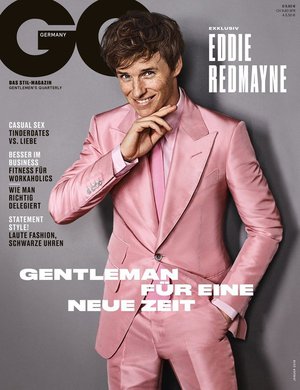 GQ
GERMANY
DAS STIL-MAGAZIN
GENTLEMEN'S QUARTERLY
EXKLUSIV
EDDIE
REDMAYNE
CASUAL SEX
TINDERDATES
VS. LIEBE
BESSER IM
BUSINESS
FITNESS FÜR
WORKAHOLICS
WIE MAN
RICHTIG
DELEGIERT
STATEMENT
STYLE!
LAUTE FASHION,
SCHWARZE UHREN
GENTLEMAN
FÜR EINE
NEUE ZEIT